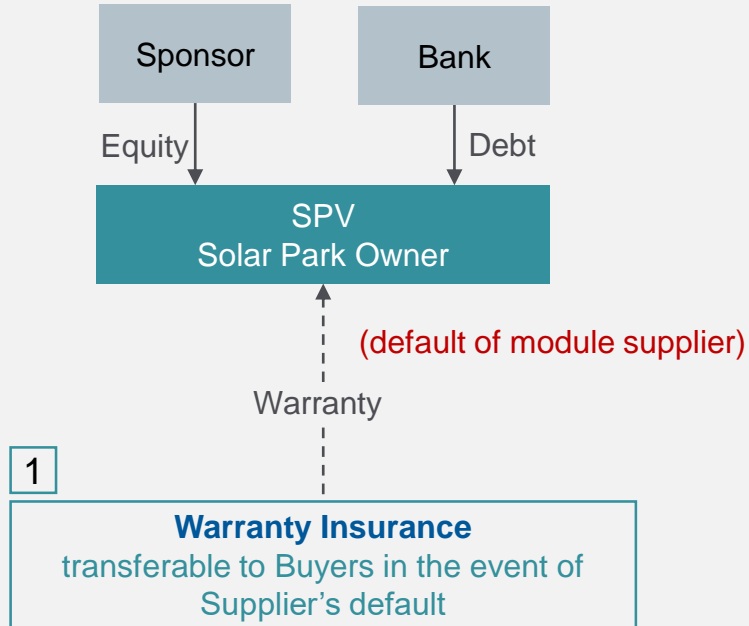 Sponsor
Bank
Equity
Debt
SPV
Solar Park Owner
(default of module supplier)
Warranty
1
Warranty Insurance
transferable to Buyers in the event of
Supplier's default